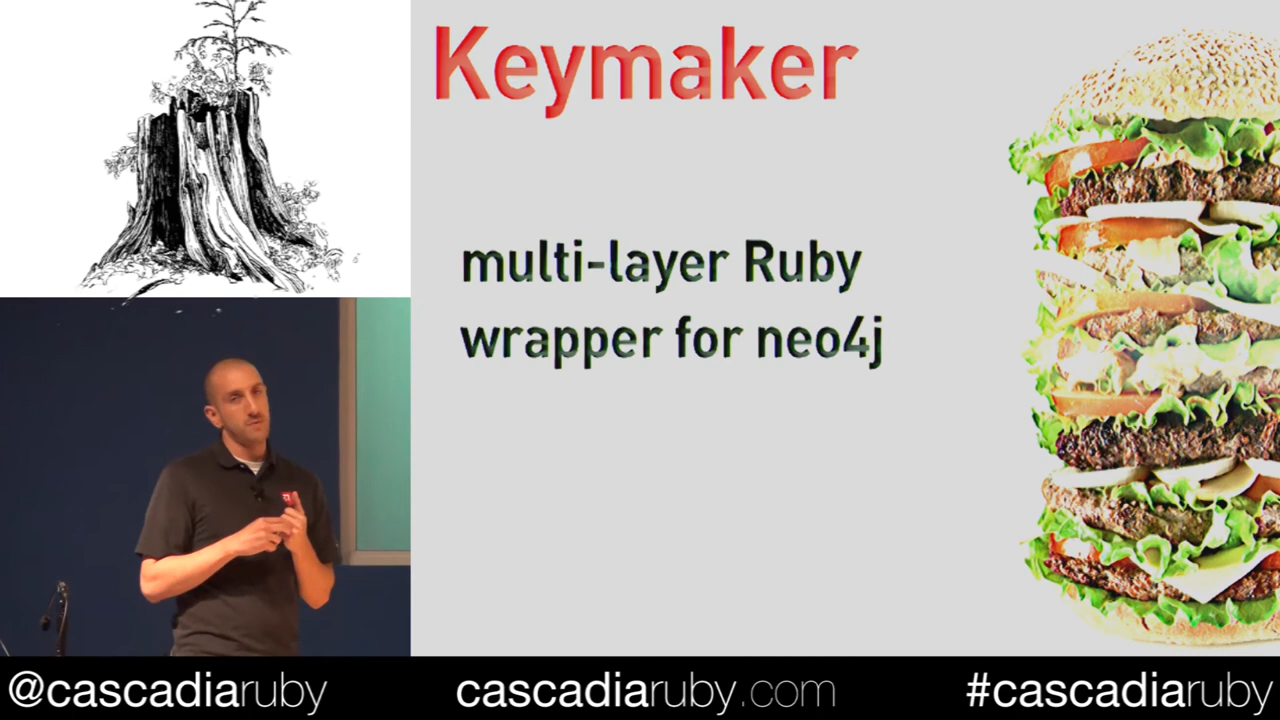 Keymaker
multi-layer Ruby
wrapper for neo4j
@cascadiaruby
cascadiaruby.com
#cascadiaruby